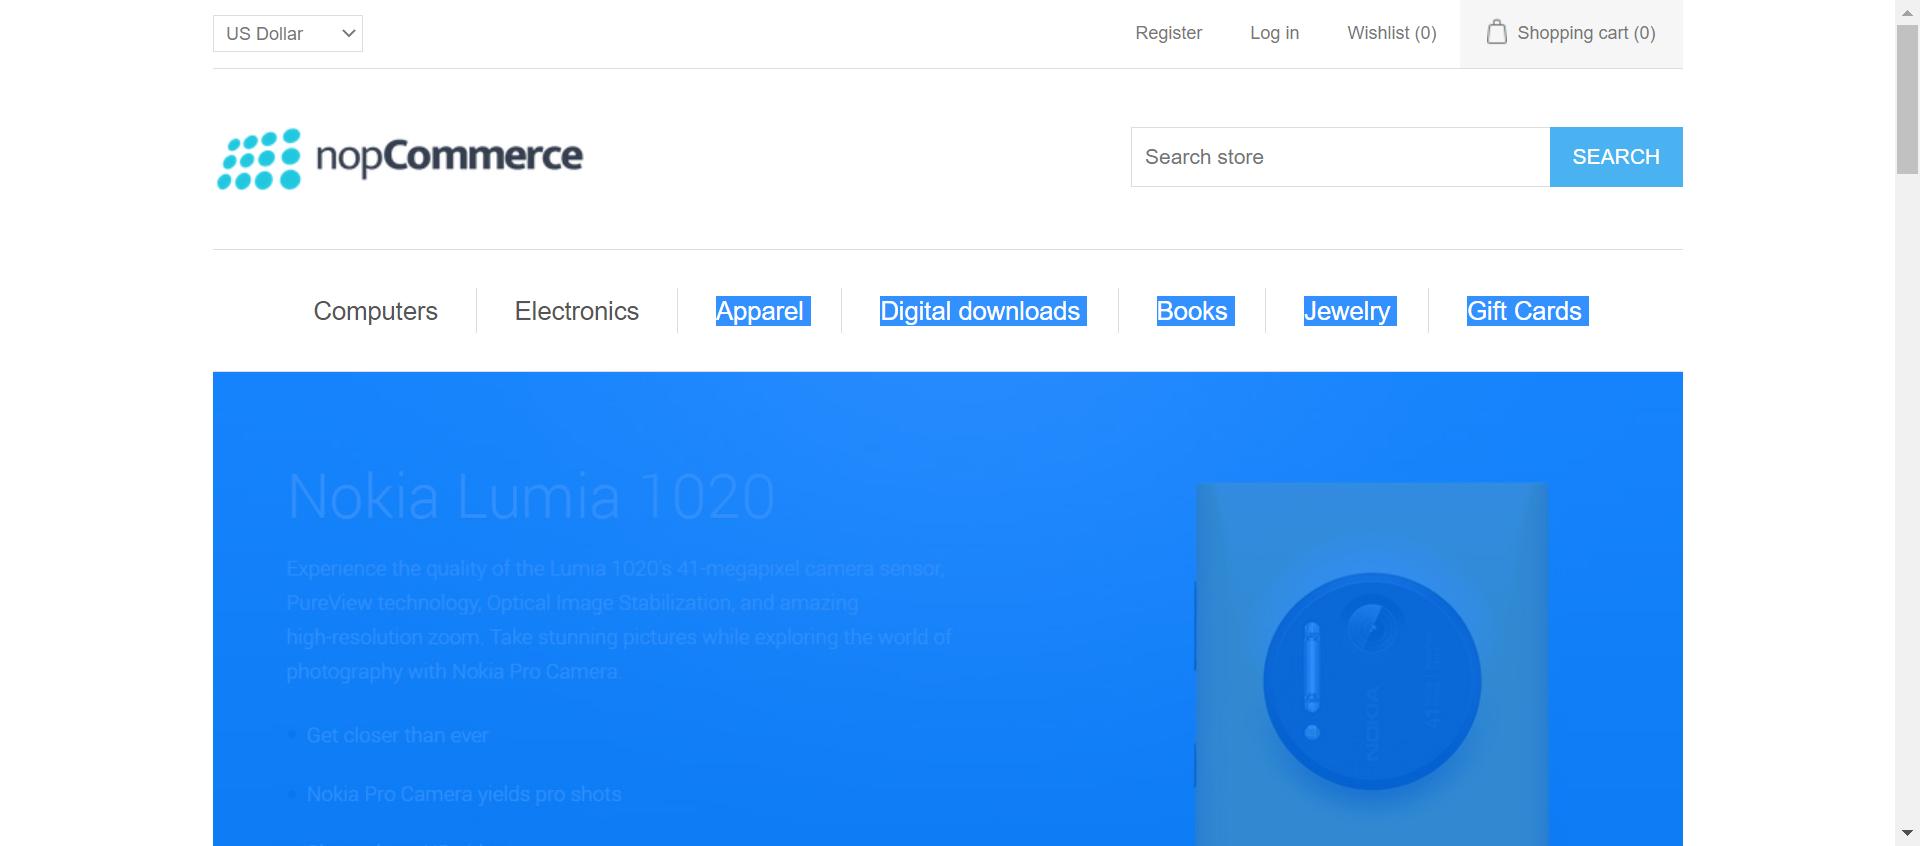 US Dollar
Register
Log in
Wishlist (0)
Shopping cart (0)
nopCommerce
Search store
SEARCH
Computers
Electronics
Apparel
Digital downloads
Books
Jewelry
Gift Cards
Nokia Lumia 1020
Experience the quality of the Lumia 1020's 41-megapixel camera sensor,
PureView technology, Optical Image Stabilization, and amazing
high-resolution zoom. Take stunning pictures while exploring the world of
photography with Nokia Pro Camera.
Get closer than ever
Nokia Pro Camera yields pro shots
NOKIA
41